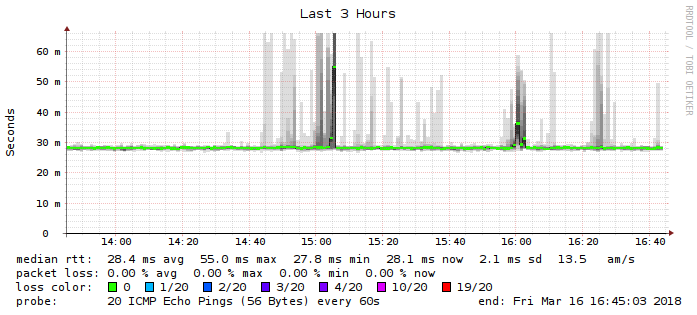 Last 3 Hours
RRDTOOL / TOBI OETIKER
Seconds
60 m
50 m
40 m
30 m
20 m
10 m
0
14:00 14:20 14:40 15:00 15:20 15:40 16:00 16:20 16:40
median rtt: 28.4 ms avg 55.0 ms max 27.8 ms min 28.1 ms now 2.1 ms sd 13.5 am/s
packet loss: 0.00 % avg 0.00 % max 0.00 % min 0.00 % now
loss color: 0 1/20 2/20 3/20 4/20 10/20 19/20
probe: 20 ICMP Echo Pings (56 Bytes) every 60s end: Fri Mar 16 16:45:03 2018